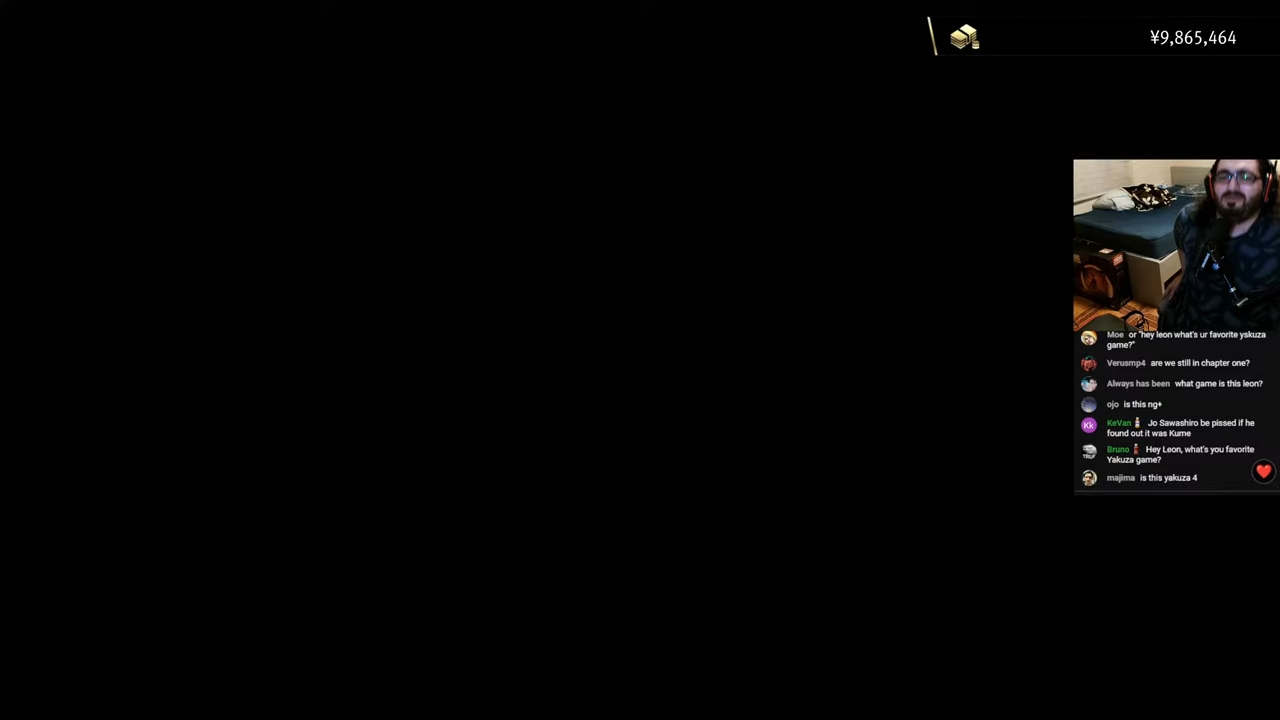 ¥9,865,464
Moe or "hey leon what's ur favorite yskuza
game?"
Verusmp4 are we still in chapter one?
Always has been what game is this leon?
ojo is this ng+
Kk KeVan Jo Sawashiro be pissed if he
found out it was Kume
Bruno Hey Leon, what's you favorite
Yakuza game?
majima is this yakuza 4